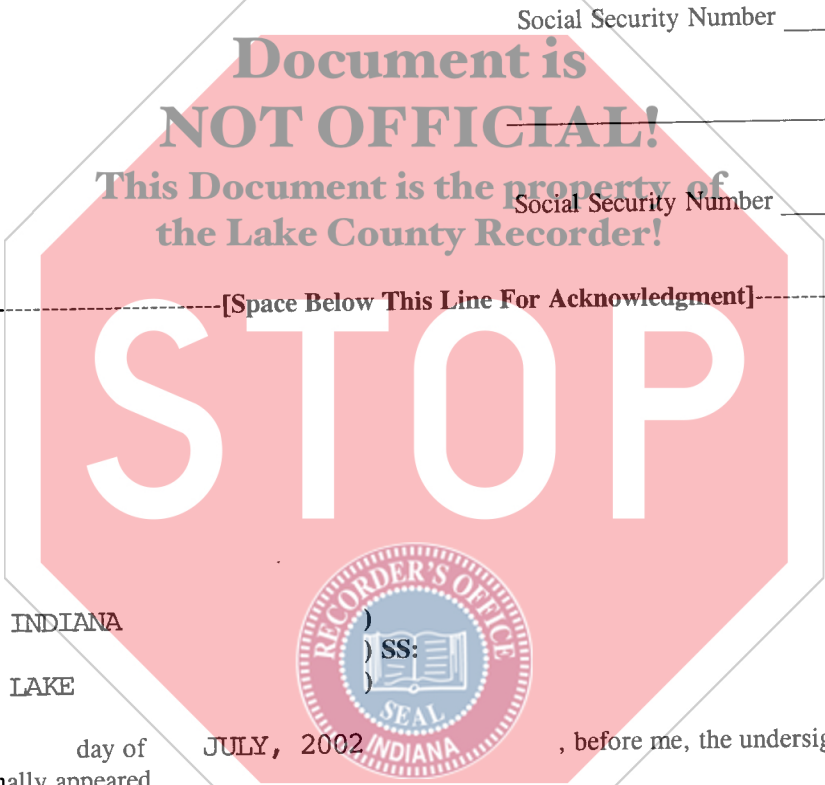 Social Security Number
Document is
NOT OFFICIAL!
This Document is the property of
Social Security Number
the Lake County Recorder!
[Space Below This Line For Acknowledgment]
STOP
RECORDER'S OFFICE
INDIANA )
) SS:
LAKE )
SEAL
INDIANA
day of JULY, 2002 , before me, the undersig
nally appeared